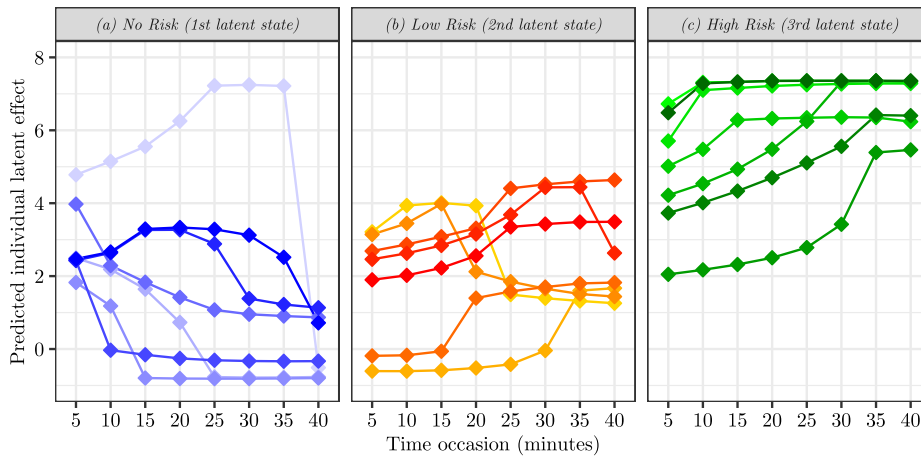 (a) No Risk (1st latent state)
(b) Low Risk (2nd latent state)
(c) High Risk (3rd latent state)
Predicted individual latent effect
8
6
4
2
0
5 10 15 20 25 30 35 40
5 10 15 20 25 30 35 40
5 10 15 20 25 30 35 40
Time occasion (minutes)